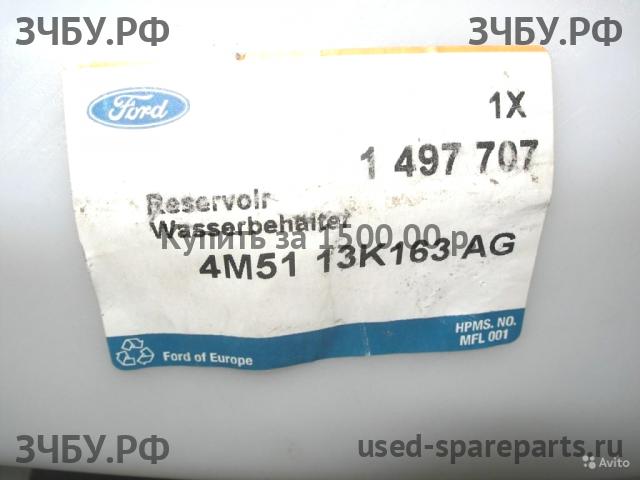 ЗЧБУ.РФ
ЗЧБУ.РФ
Ford
1X
1 497 707
Reservoir
Wasserbehälter
Купить за 1500.00 р.
4M51 13K163 AG
HPMS. NO.
MFL 001
Ford of Europe
ЗЧБУ.РФ
used-spareparts.ru
Avito